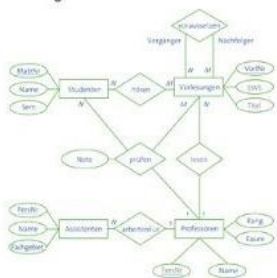 voraussetzen
Vorgänger
Nachfolger
MatrNr
Name
Sem
Studenten
N
hören
M
Vorlesungen
VorlNr
SWS
Titel
N
M
N
Note
prüfen
lesen
PersNr
Name
Fachgebiet
Assistenten
N
arbeitenFür
1
1
1
Professoren
Rang
Raum
PersNr
Name